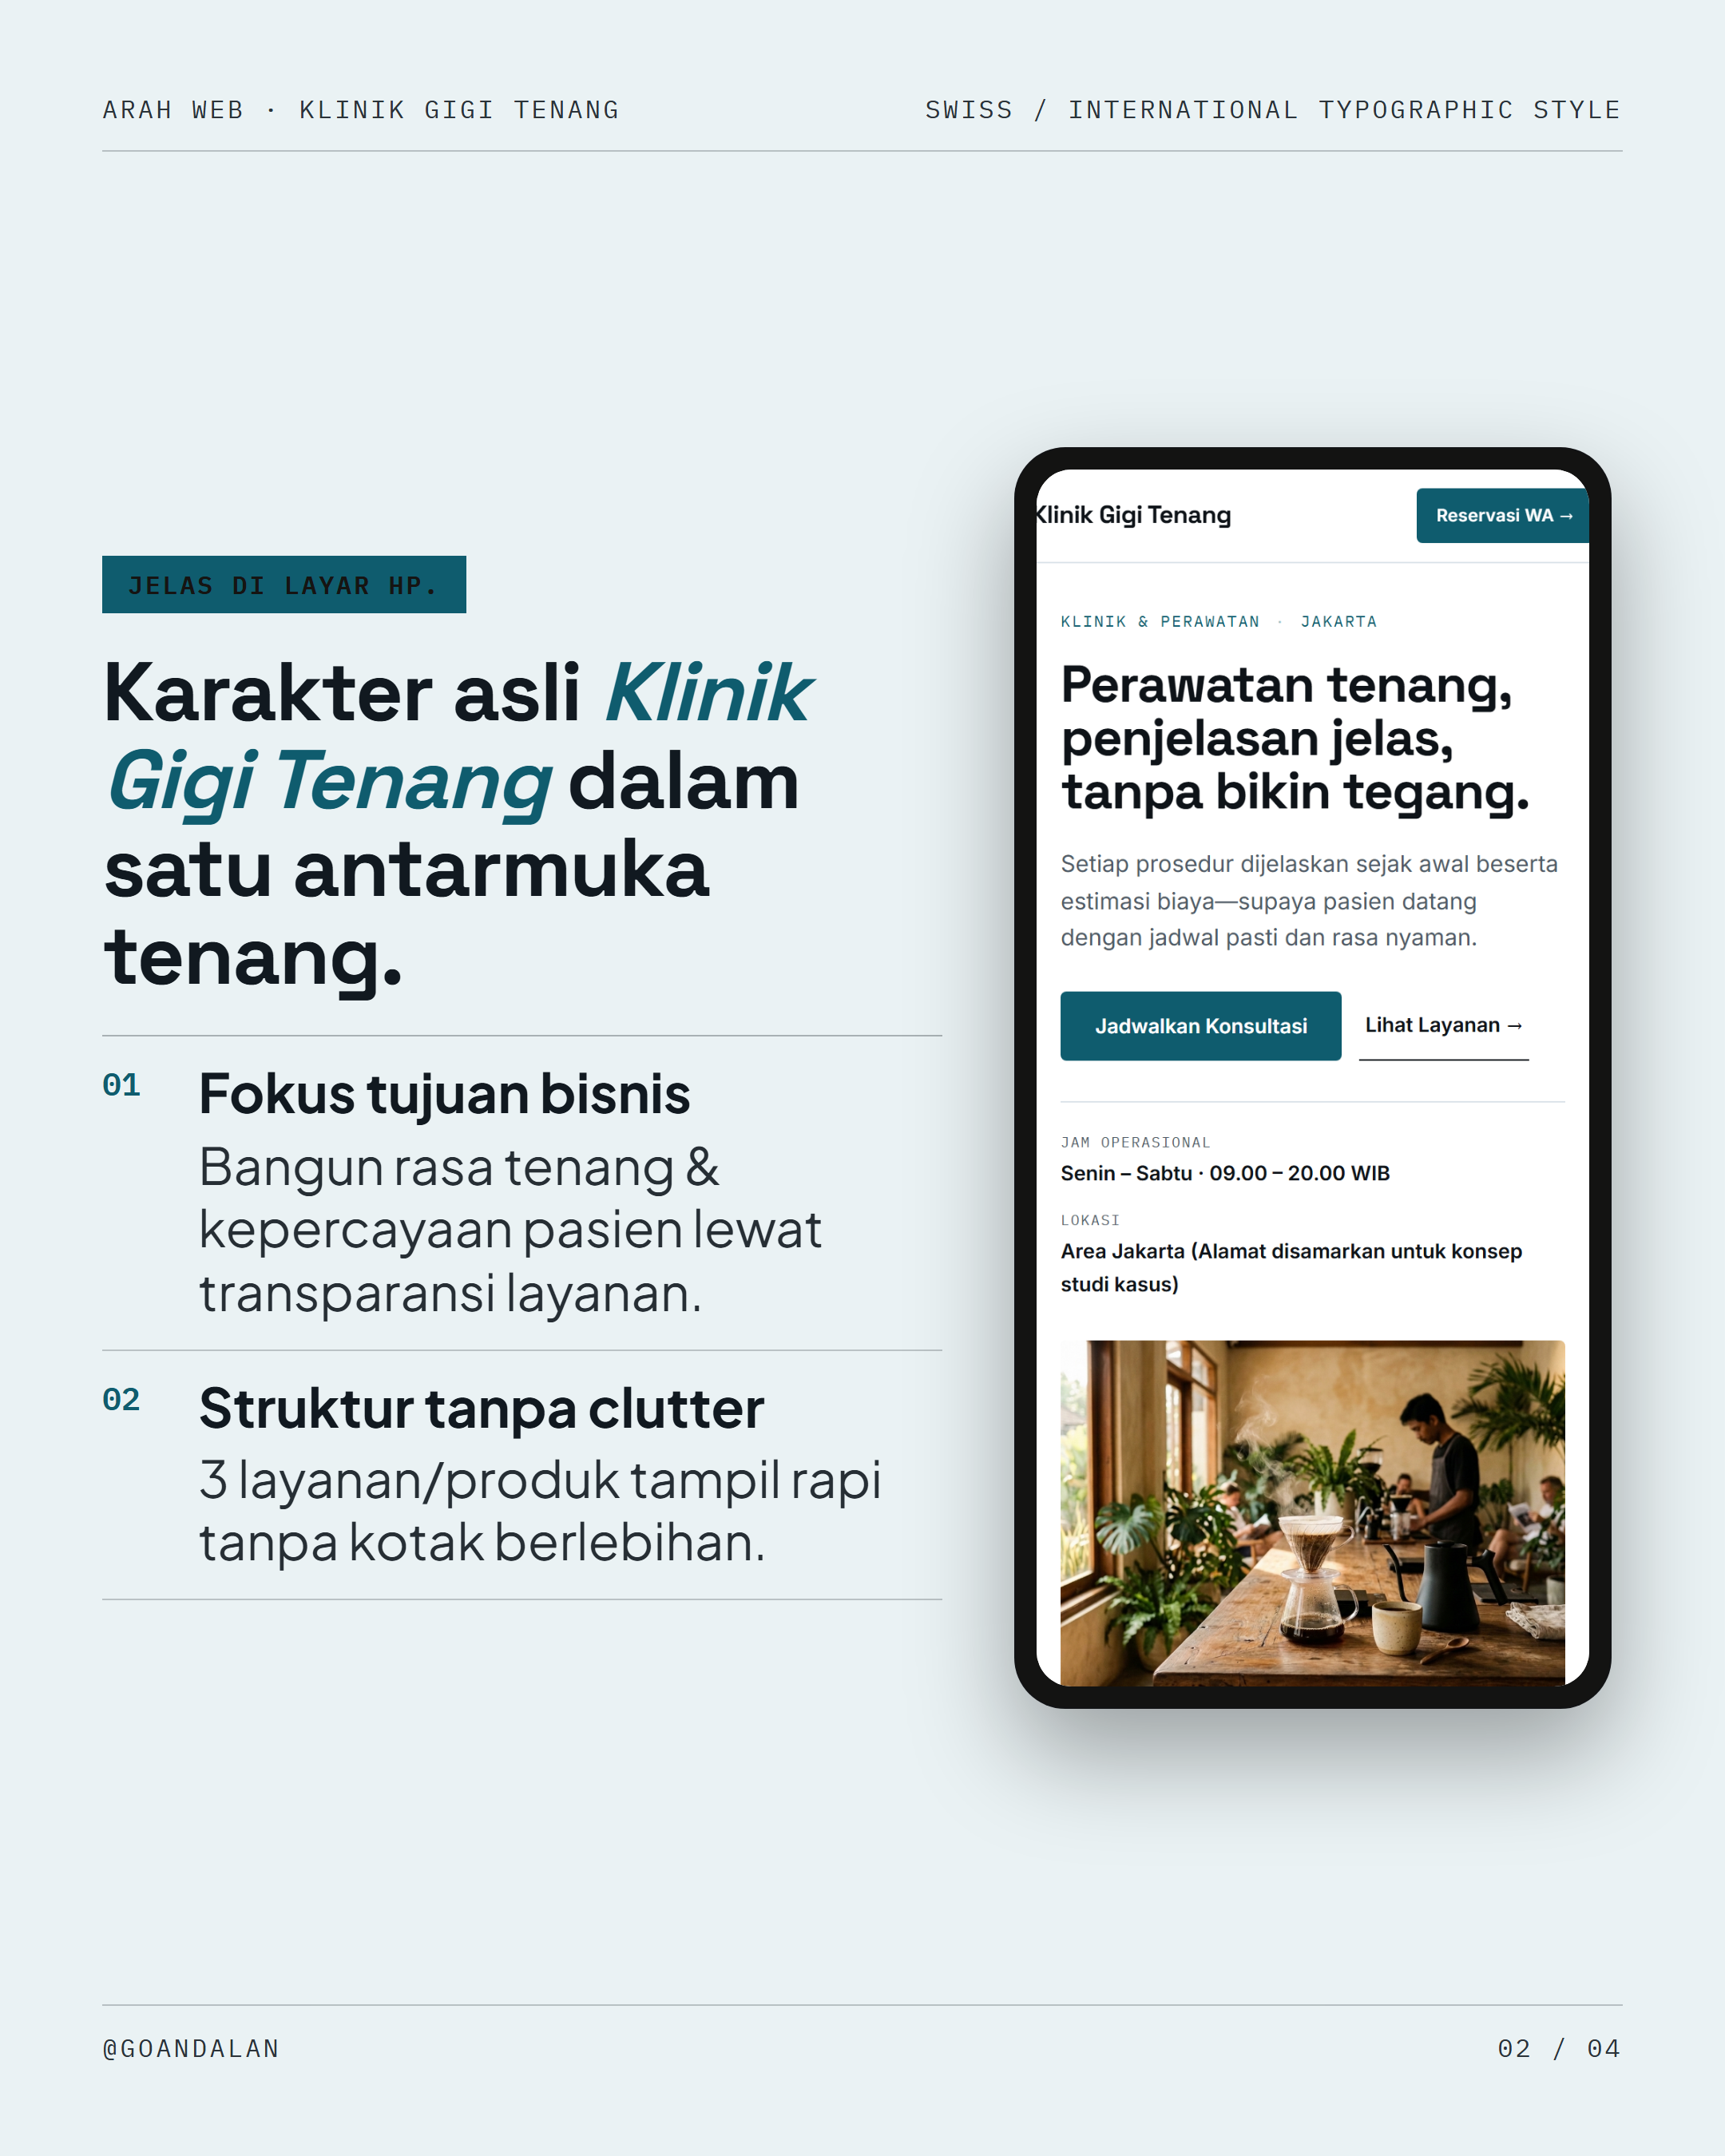 ARAH WEB · KLINIK GIGI TENANG
SWISS / INTERNATIONAL TYPOGRAPHIC STYLE
JELAS DI LAYAR HP.
Karakter asli Klinik
Gigi Tenang dalam
satu antarmuka
tenang.
01
Fokus tujuan bisnis
Bangun rasa tenang &
kepercayaan pasien lewat
transparansi layanan.
02
Struktur tanpa clutter
3 layanan/produk tampil rapi
tanpa kotak berlebihan.
Klinik Gigi Tenang
Reservasi WA →
KLINIK & PERAWATAN · JAKARTA
Perawatan tenang,
penjelasan jelas,
tanpa bikin tegang.
Setiap prosedur dijelaskan sejak awal beserta
estimasi biaya—supaya pasien datang
dengan jadwal pasti dan rasa nyaman.
Jadwalkan Konsultasi
Lihat Layanan →
JAM OPERASIONAL
Senin – Sabtu · 09.00 – 20.00 WIB
LOKASI
Area Jakarta (Alamat disamarkan untuk konsep
studi kasus)
@GOANDALAN
02 / 04